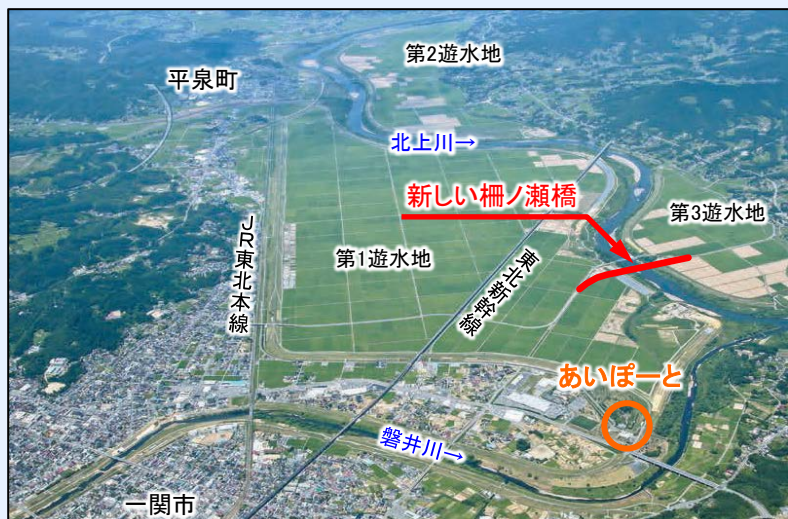 第2遊水地
平泉町
北上川→
新しい柵ノ瀬橋
第3遊水地
JR東北本線
第1遊水地
東北新幹線
あいぽーと
磐井川→
一関市